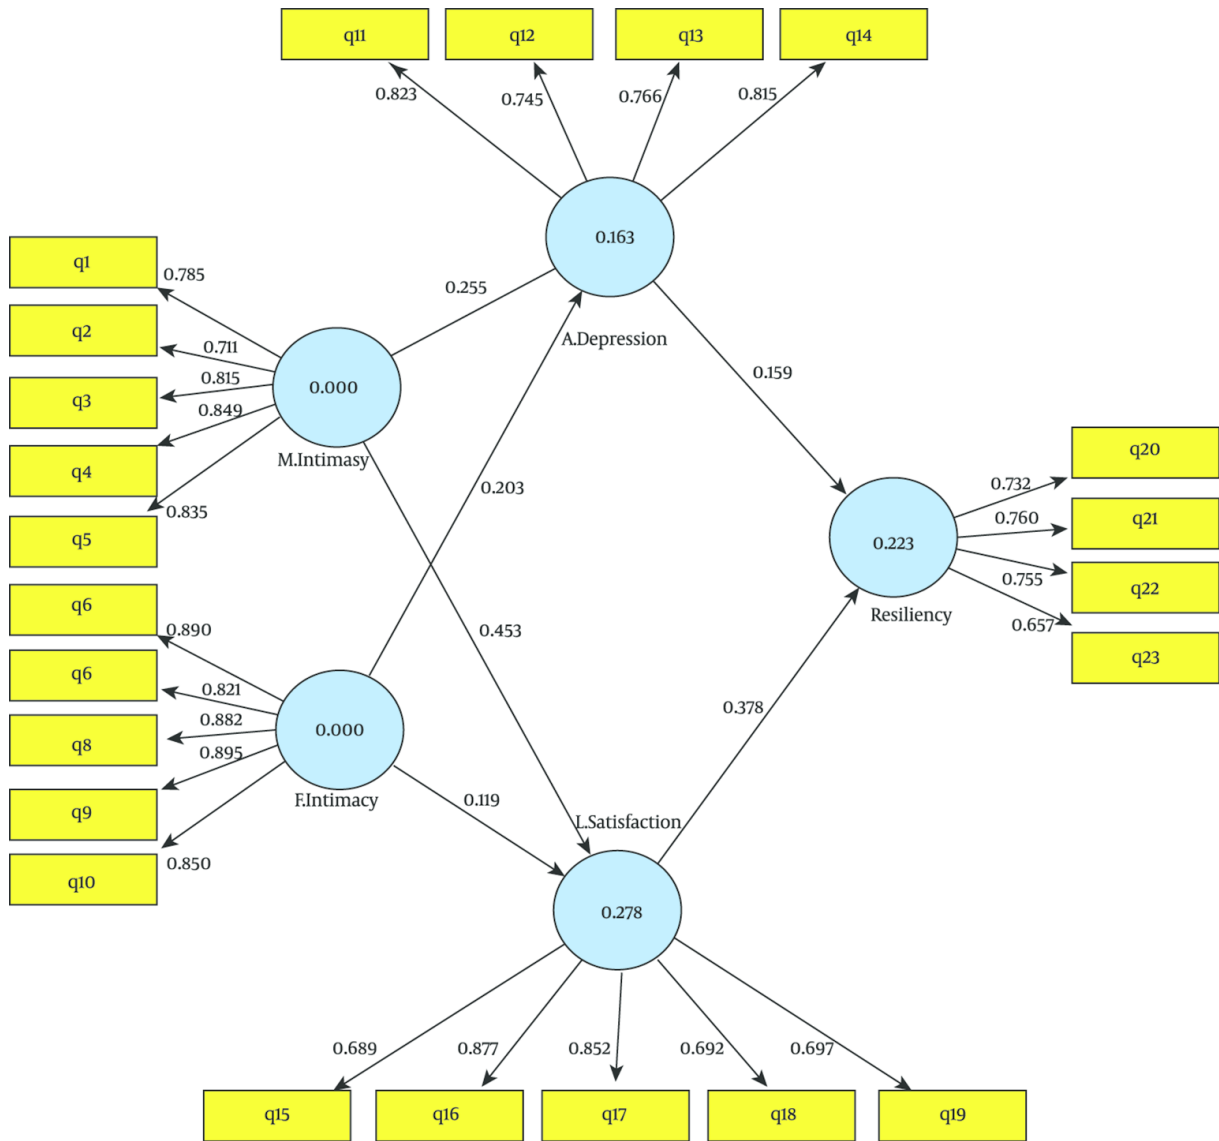 q11
q12
q13
q14
0.823
0.745
0.766
0.815
0.163
A.Depression
q1
q2
q3
q4
q5
0.785
0.711
0.815
0.849
0.835
0.000
M.Intimasy
0.255
0.203
0.453
0.159
q6
q6
q8
q9
q10
0.890
0.821
0.882
0.895
0.850
0.000
F.Intimacy
0.119
0.378
0.223
Resiliency
0.732
0.760
0.755
0.657
q20
q21
q22
q23
L.Satisfaction
0.278
0.689
0.877
0.852
0.692
0.697
q15
q16
q17
q18
q19